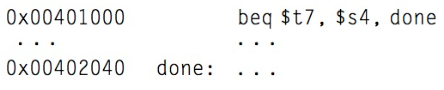 0x00401000 beq $t7, $s4, done
... ...
0x00402040 done: ...